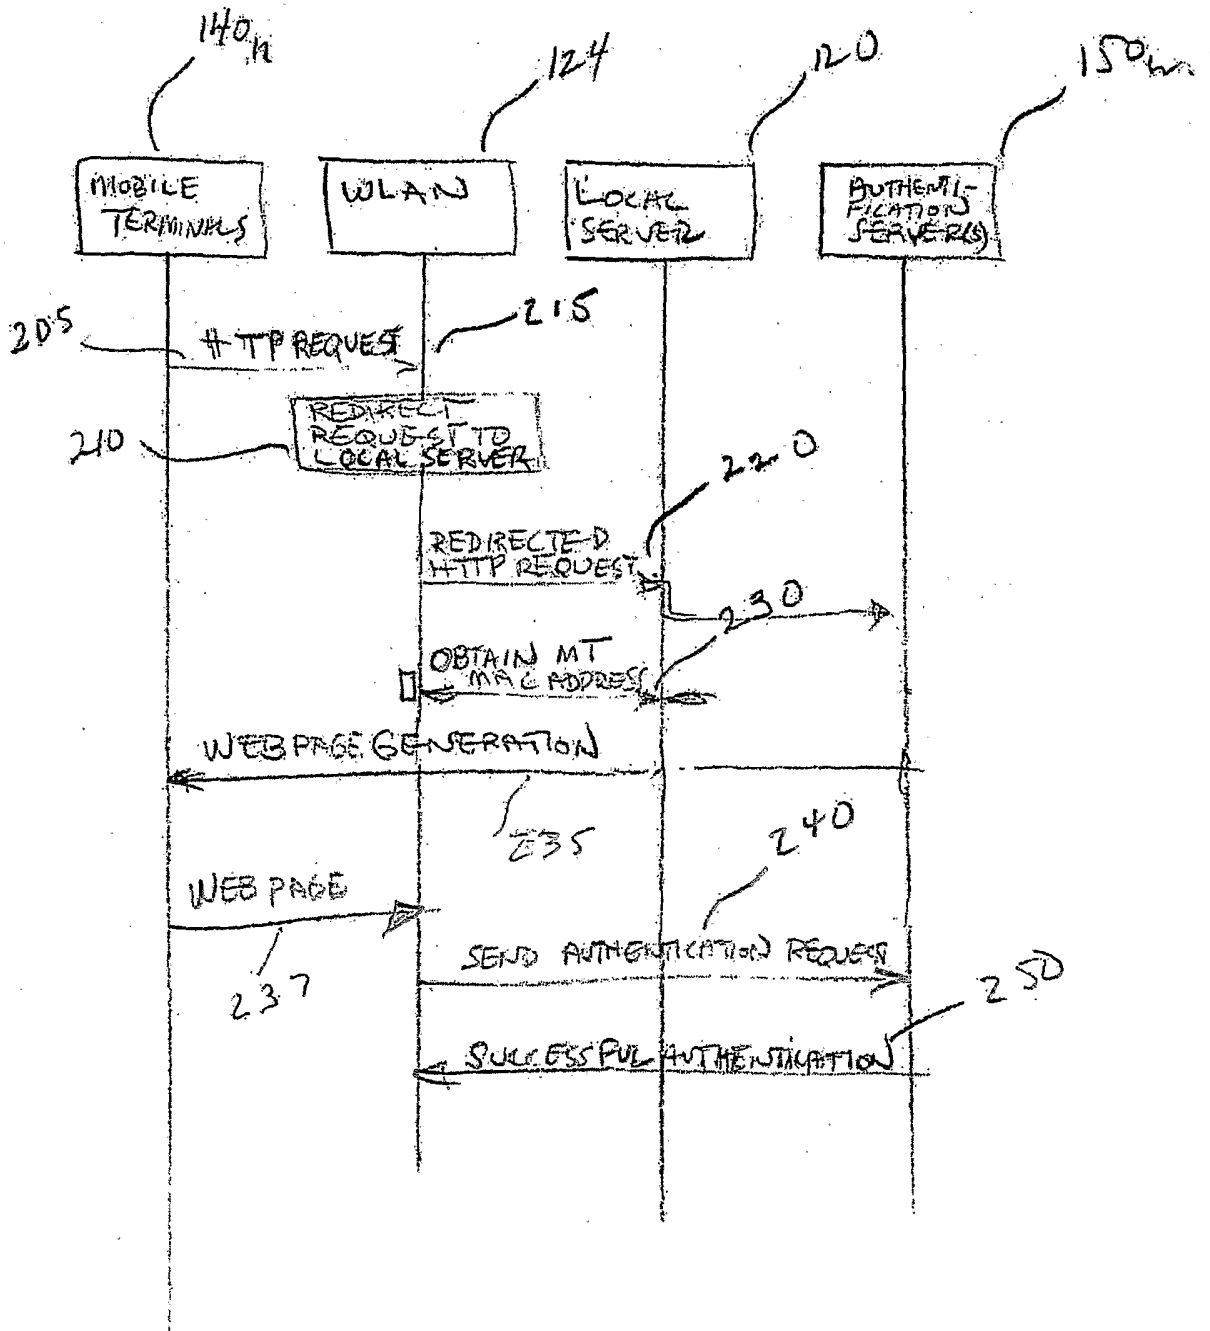 140n
124
120
150m
MOBILE
TERMINALS
WLAN
LOCAL
SERVER
AUTHENTI-
FICATION
SERVER(S)
205
HTTP REQUEST
215
210
REDIRECT
REQUEST TO
LOCAL SERVER
220
REDIRECTED
HTTP REQUEST
230
OBTAIN MT
MAC ADDRESS
WEB PAGE GENERATION
235
240
WEB PAGE
237
SEND AUTHENTICATION REQUEST
250
SUCCESSFUL AUTHENTICATION